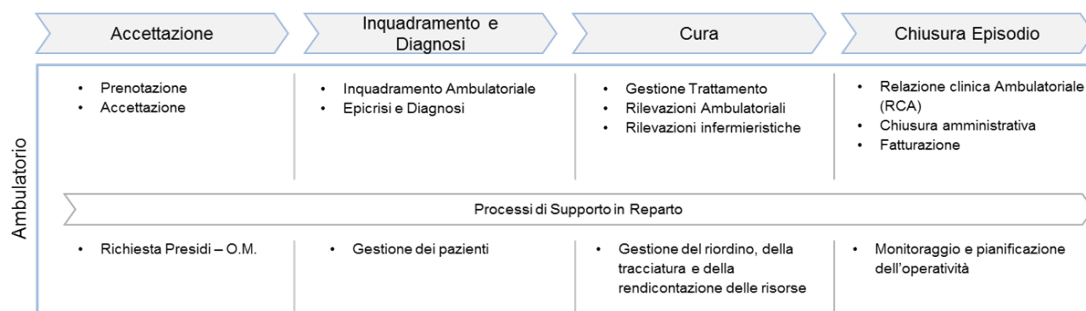 Accettazione
Inquadramento e
Diagnosi
Cura
Chiusura Episodio
Ambulatorio
• Prenotazione
• Accettazione
• Inquadramento Ambulatoriale
• Epicrisi e Diagnosi
• Gestione Trattamento
• Rilevazioni Ambulatoriali
• Rilevazioni infermieristiche
• Relazione clinica Ambulatoriale
(RCA)
• Chiusura amministrativa
• Fatturazione
Processi di Supporto in Reparto
• Richiesta Presidi – O.M.
• Gestione dei pazienti
• Gestione del riordino, della
tracciatura e della
rendicontazione delle risorse
• Monitoraggio e pianificazione
dell'operatività